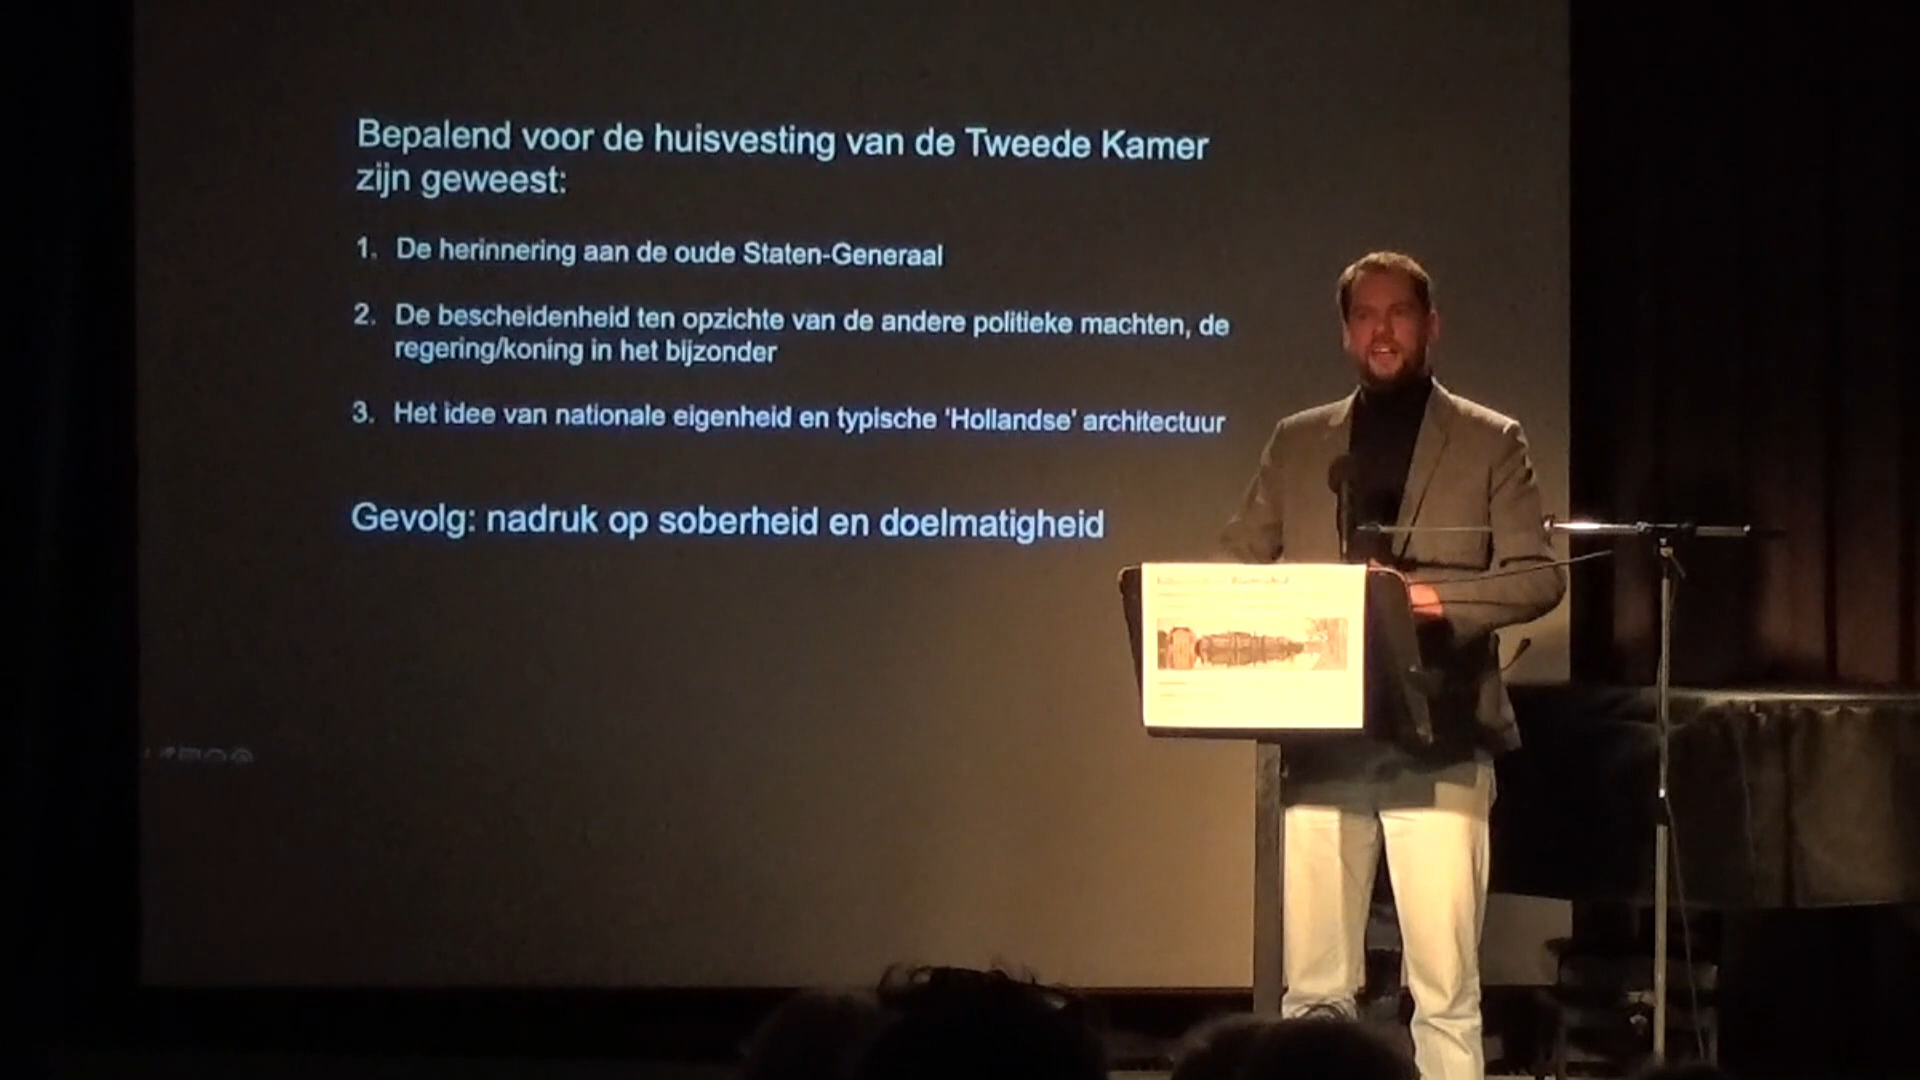 Bepalend voor de huisvesting van de Tweede Kamer
zijn geweest:
1. De herinnering aan de oude Staten-Generaal
2. De bescheidenheid ten opzichte van de andere politieke machten, de
regering/koning in het bijzonder
3. Het idee van nationale eigenheid en typische 'Hollandse' architectuur
Gevolg: nadruk op soberheid en doelmatigheid